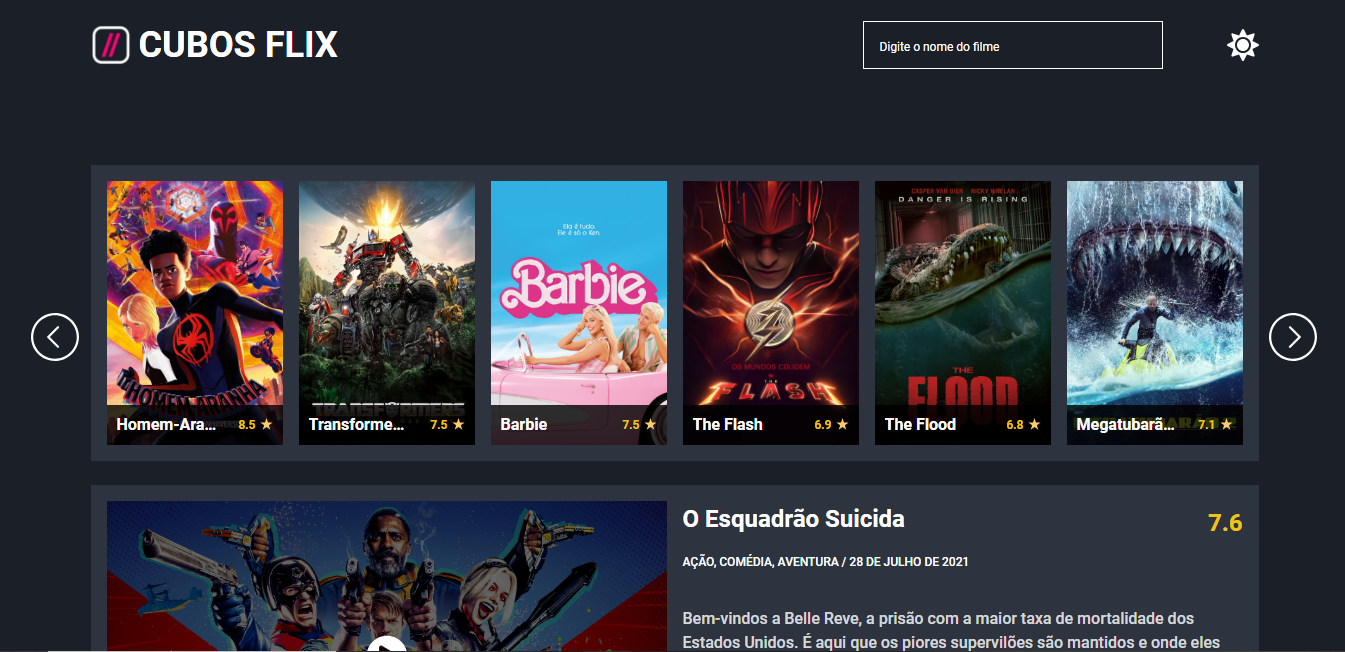 CUBOS FLIX
Digite o nome do filme
HOMEM-ARANHA
TRANSFORMERS
Ela é tudo.
Ele é só o Ken.
Barbie
OS MUNDOS COLIDEM
THE
FLASH
CASPER VAN DIEN NICKY WHELAN
DANGER IS RISING
THE
FLOOD
Homem-Ara... 8.5 ★
Transforme... 7.5 ★
Barbie 7.5 ★
The Flash 6.9 ★
The Flood 6.8 ★
Megatubarã... 7.1 ★
O Esquadrão Suicida
7.6
AÇÃO, COMÉDIA, AVENTURA / 28 DE JULHO DE 2021
Bem-vindos a Belle Reve, a prisão com a maior taxa de mortalidade dos
Estados Unidos. É aqui que os piores supervilões são mantidos e onde eles